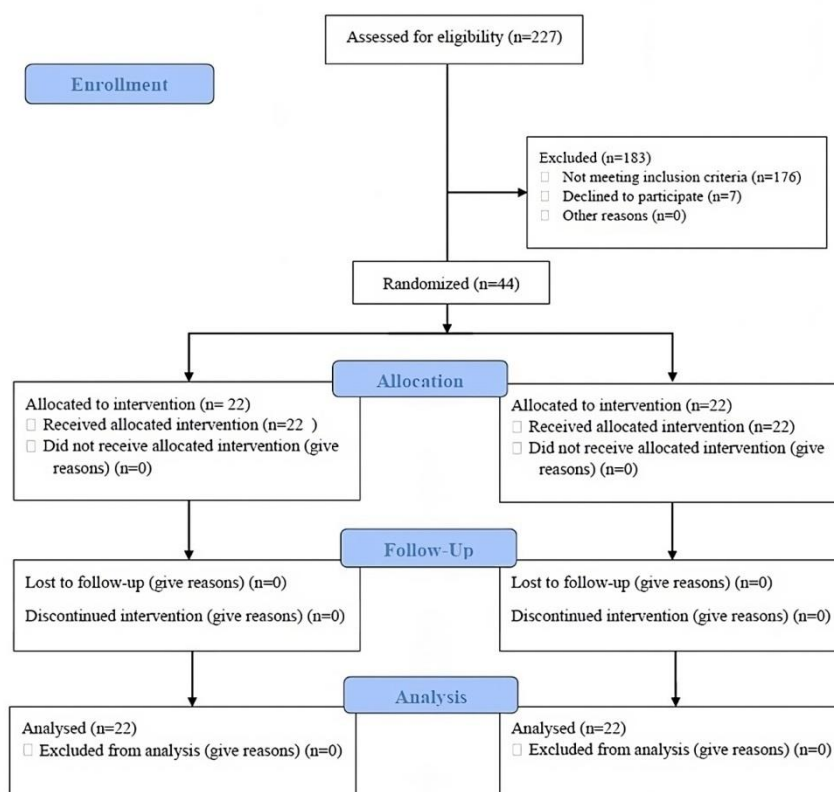 Assessed for eligibility (n=227)
Enrollment
Excluded (n=183)
Not meeting inclusion criteria (n=176)
Declined to participate (n=7)
Other reasons (n=0)
Randomized (n=44)
Allocation
Allocated to intervention (n= 22)
Received allocated intervention (n=22 )
Did not receive allocated intervention (give
reasons) (n=0)
Allocated to intervention (n=22)
Received allocated intervention (n=22)
Did not receive allocated intervention (give
reasons) (n=0)
Follow-Up
Lost to follow-up (give reasons) (n=0)
Discontinued intervention (give reasons) (n=0)
Lost to follow-up (give reasons) (n=0)
Discontinued intervention (give reasons) (n=0)
Analysis
Analysed (n=22)
Excluded from analysis (give reasons) (n=0)
Analysed (n=22)
Excluded from analysis (give reasons) (n=0)